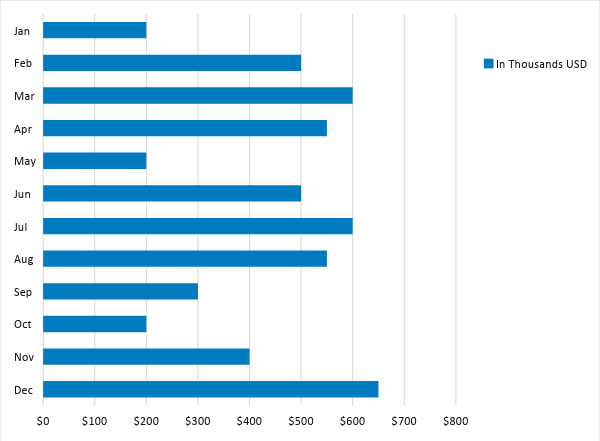 Jan
Feb
In Thousands USD
Mar
Apr
May
Jun
Jul
Aug
Sep
Oct
Nov
Dec
$0 $100 $200 $300 $400 $500 $600 $700 $800